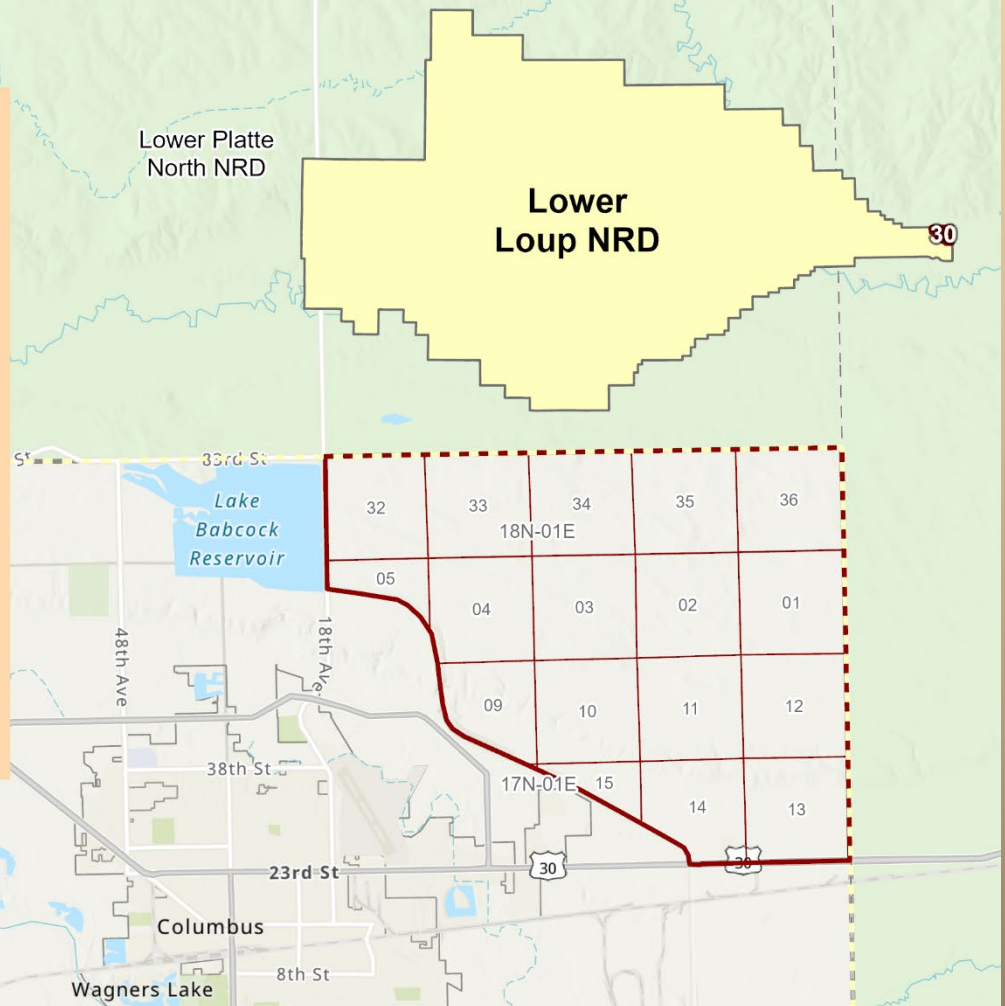 Lower Platte
North NRD
Lower
Loup NRD
30
St
83rd St
Lake
Babcock
Reservoir
32
33
34
35
36
18N-01E
05
04
03
02
01
48th Ave
18th Ave
09
10
11
12
38th St
17N-01E
15
14
13
30
30
23rd St
Columbus
8th St
Wagners Lake